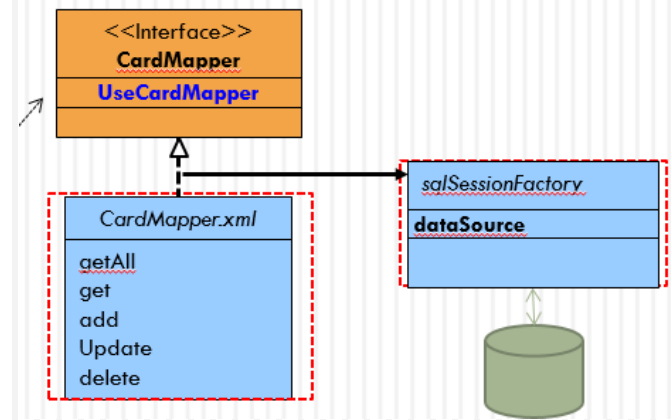 <<Interface>>
CardMapper
UseCardMapper
CardMapper.xml
getAll
get
add
Update
delete
sqlSessionFactory
dataSource